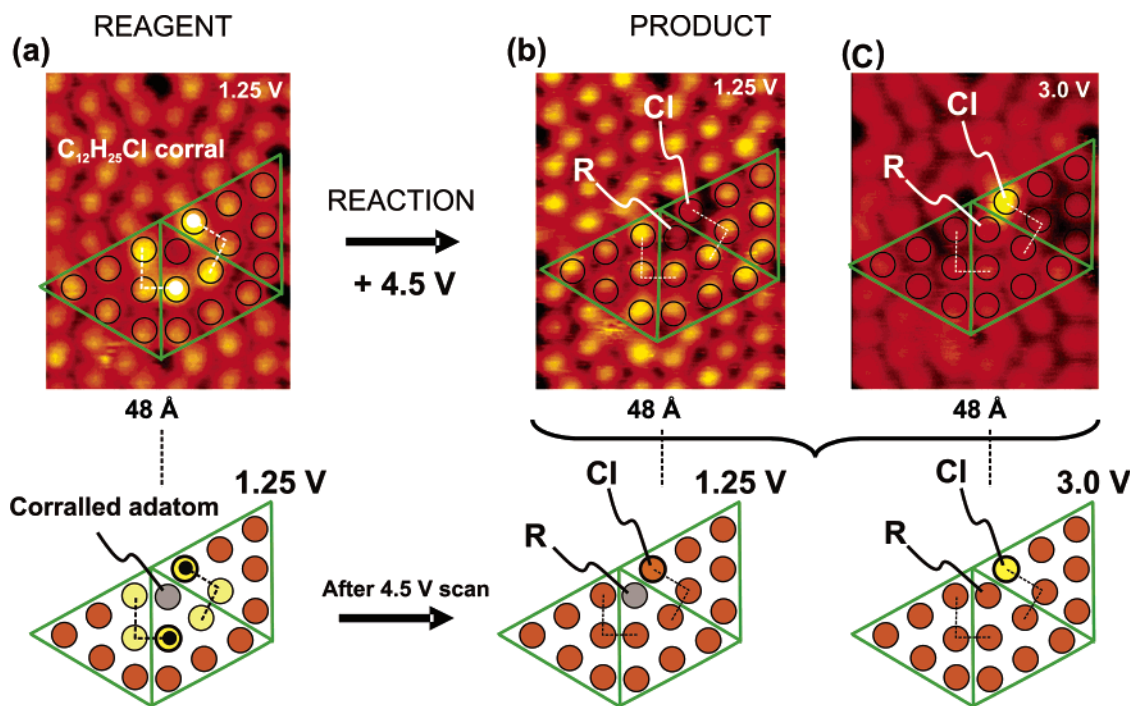 REAGENT
PRODUCT
(a)
(b)
(c)
1.25 V
1.25 V
3.0 V
C₁₂H₂₅Cl corral
Cl
R
Cl
R
REACTION
+ 4.5 V
48 Å
48 Å
1.25 V
Corralled adatom
Cl
1.25 V
R
Cl
3.0 V
R
After 4.5 V scan